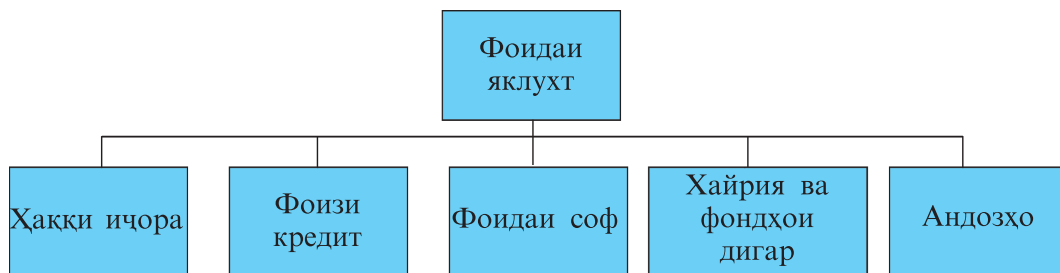 Фоидаи
яклухт
Ҳаққи иҷора
Фоизи
кредит
Фоидаи соф
Хайрия ва
фондҳои
дигар
Андозҳо